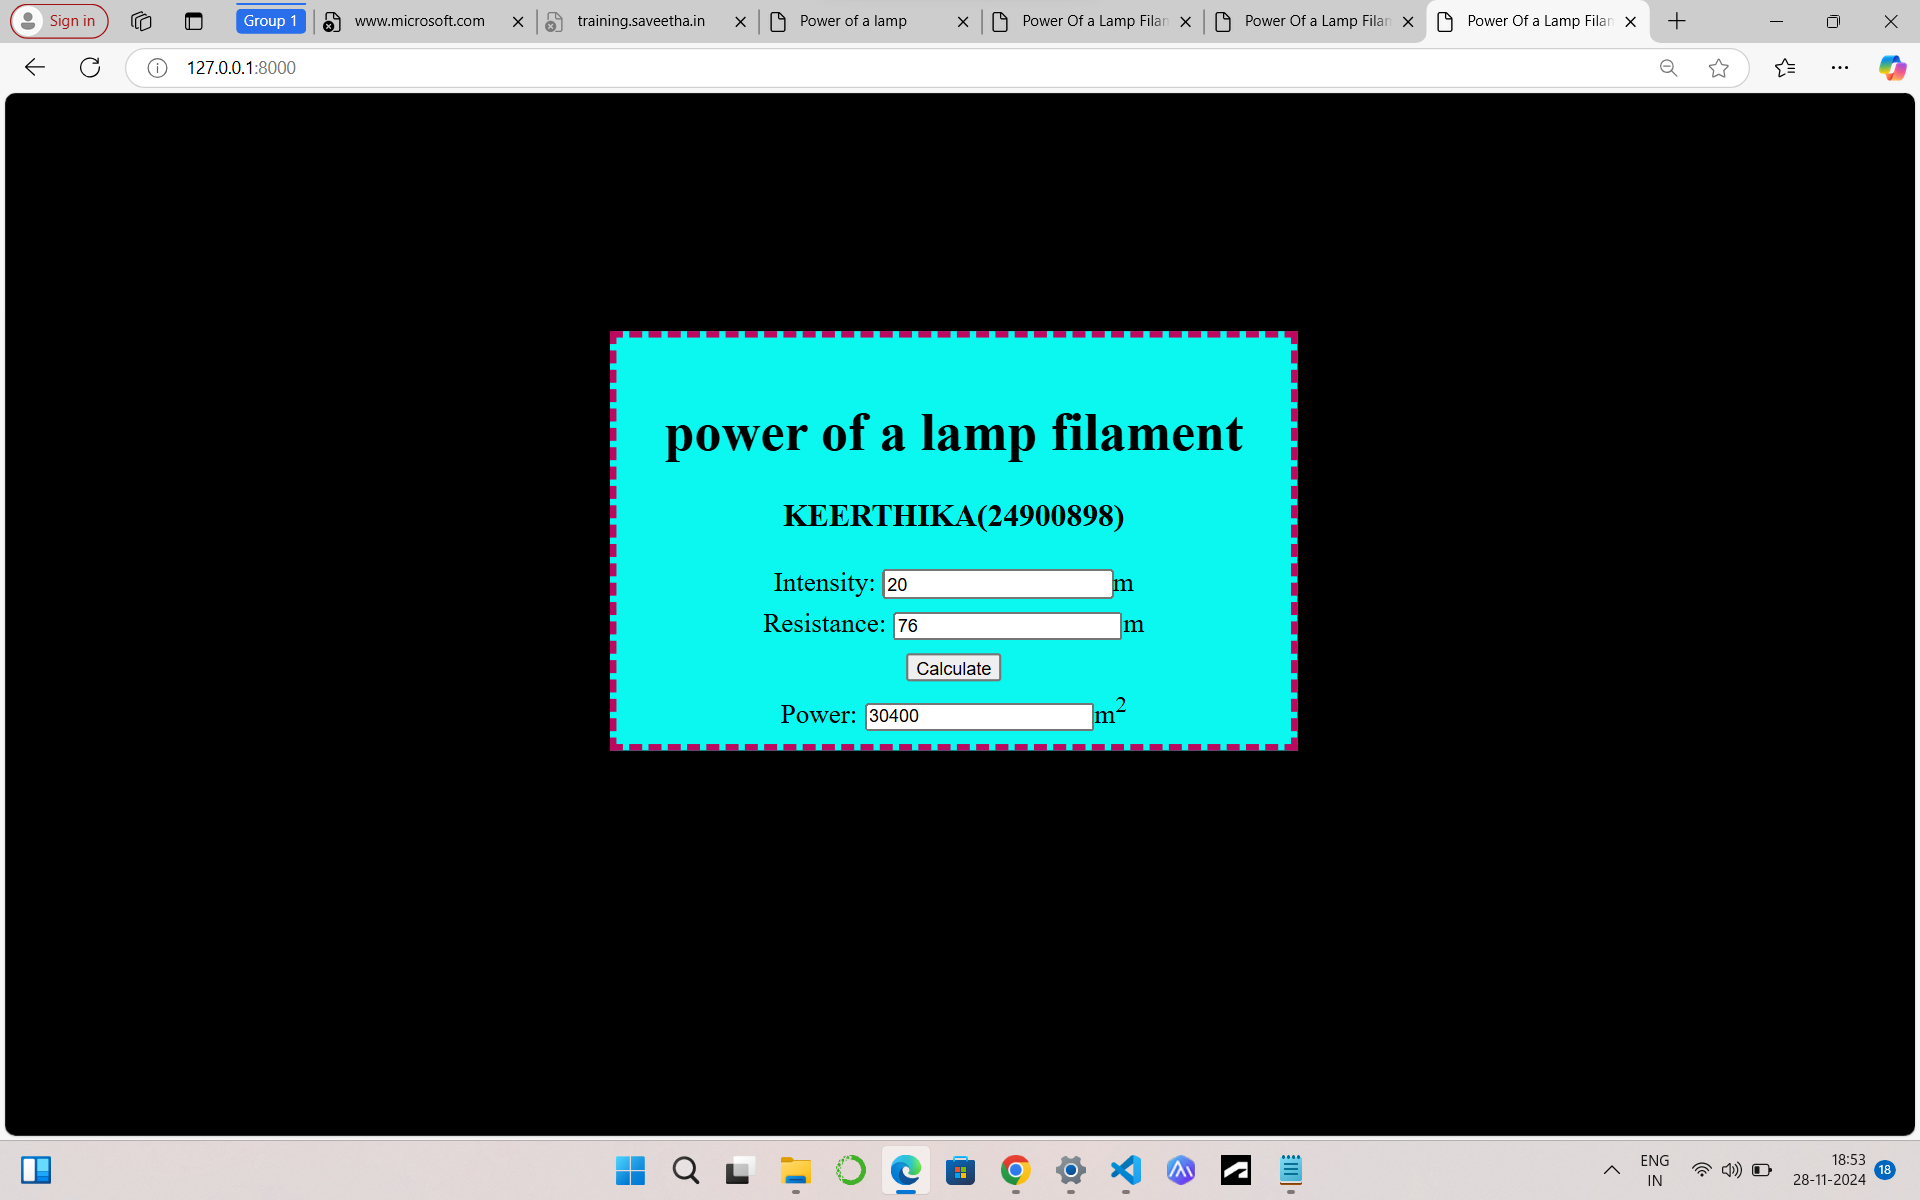 Sign in
Group 1
www.microsoft.com
training.saveetha.in
Power of a lamp
Power Of a Lamp Filan
Power Of a Lamp Filan
Power Of a Lamp Filan
127.0.0.1:8000
power of a lamp filament
KEERTHIKA(24900898)
Intensity: 20 m
Resistance: 76 m
Calculate
Power: 30400 m²
ENG
IN
18:53
28-11-2024
18